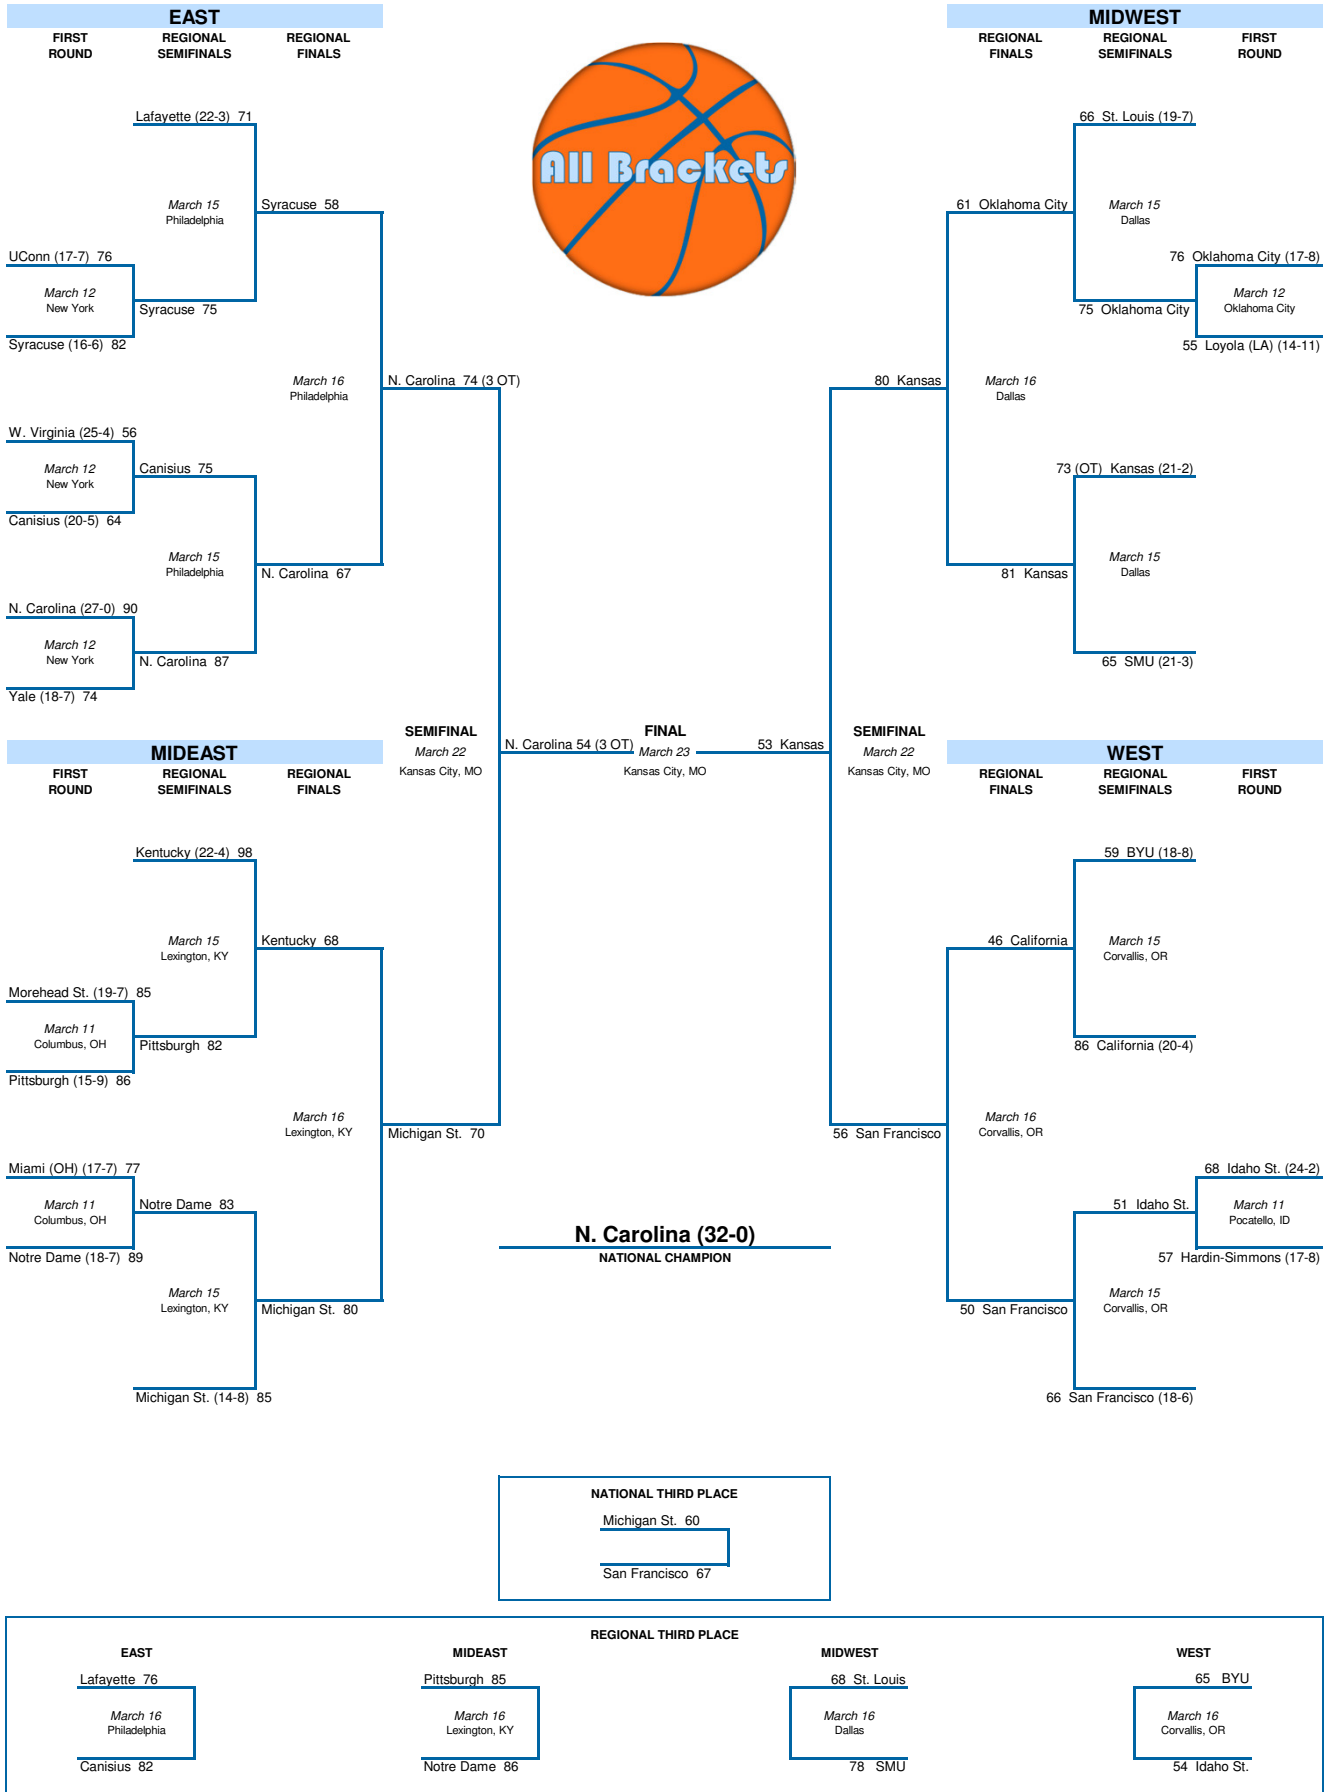 EAST
FIRST ROUND
REGIONAL SEMIFINALS
REGIONAL FINALS
Lafayette (22-3) 71
March 15
Philadelphia
Syracuse 58
UConn (17-7) 76
March 12
New York
Syracuse 75
Syracuse (16-6) 82
March 16
Philadelphia
N. Carolina 74 (3 OT)
W. Virginia (25-4) 56
March 12
New York
Canisius 75
Canisius (20-5) 64
March 15
Philadelphia
N. Carolina 67
N. Carolina (27-0) 90
March 12
New York
N. Carolina 87
Yale (18-7) 74
All Brackets
MIDWEST
REGIONAL FINALS
REGIONAL SEMIFINALS
FIRST ROUND
66 St. Louis (19-7)
61 Oklahoma City
March 15
Dallas
76 Oklahoma City (17-8)
March 12
Oklahoma City
75 Oklahoma City
55 Loyola (LA) (14-11)
80 Kansas
March 16
Dallas
73 (OT) Kansas (21-2)
March 15
Dallas
81 Kansas
65 SMU (21-3)
SEMIFINAL
March 22
Kansas City, MO
N. Carolina 54 (3 OT)
FINAL
March 23
Kansas City, MO
53 Kansas
SEMIFINAL
March 22
Kansas City, MO
MIDEAST
FIRST ROUND
REGIONAL SEMIFINALS
REGIONAL FINALS
Kentucky (22-4) 98
March 15
Lexington, KY
Kentucky 68
Morehead St. (19-7) 85
March 11
Columbus, OH
Pittsburgh 82
Pittsburgh (15-9) 86
March 16
Lexington, KY
Michigan St. 70
Miami (OH) (17-7) 77
March 11
Columbus, OH
Notre Dame 83
Notre Dame (18-7) 89
March 15
Lexington, KY
Michigan St. 80
Michigan St. (14-8) 85
WEST
REGIONAL FINALS
REGIONAL SEMIFINALS
FIRST ROUND
59 BYU (18-8)
46 California
March 15
Corvallis, OR
86 California (20-4)
56 San Francisco
March 16
Corvallis, OR
68 Idaho St. (24-2)
51 Idaho St.
March 11
Pocatello, ID
57 Hardin-Simmons (17-8)
March 15
Corvallis, OR
50 San Francisco
66 San Francisco (18-6)
N. Carolina (32-0)
NATIONAL CHAMPION
NATIONAL THIRD PLACE
Michigan St. 60
San Francisco 67
REGIONAL THIRD PLACE
EAST
Lafayette 76
March 16
Philadelphia
Canisius 82
MIDEAST
Pittsburgh 85
March 16
Lexington, KY
Notre Dame 86
MIDWEST
68 St. Louis
March 16
Dallas
78 SMU
WEST
65 BYU
March 16
Corvallis, OR
54 Idaho St.